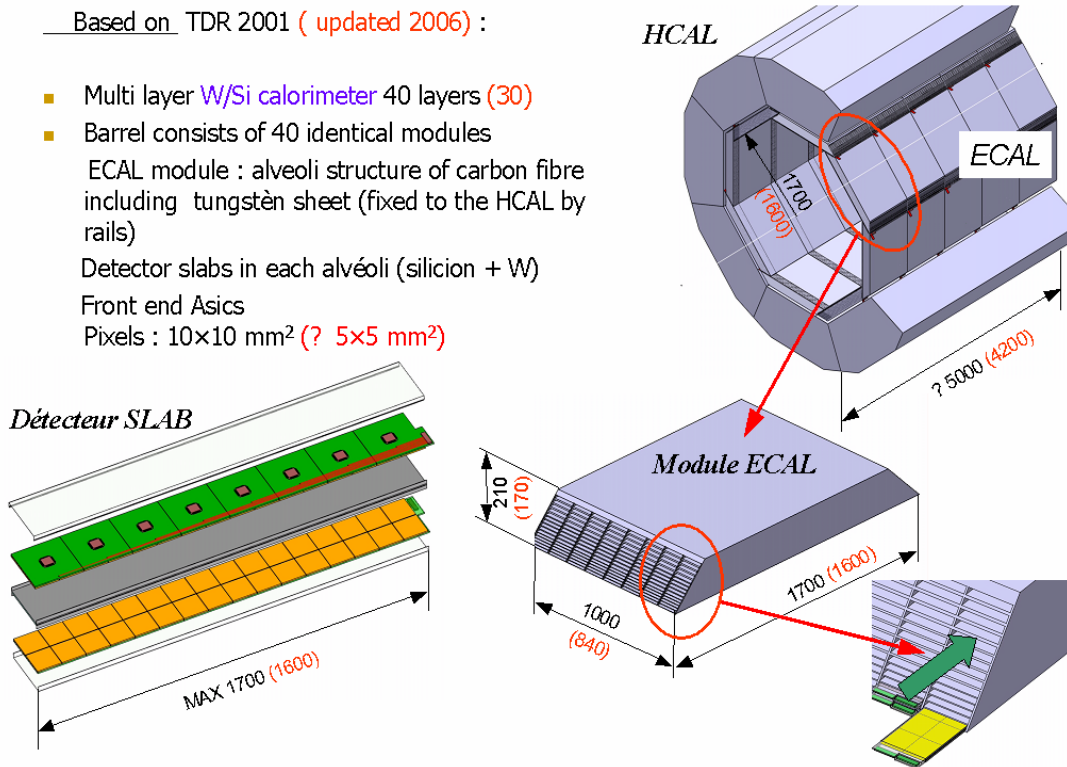 Based on TDR 2001 ( updated 2006) :
Multi layer W/Si calorimeter 40 layers (30)
Barrel consists of 40 identical modules
ECAL module : alveoli structure of carbon fibre
including tungstèn sheet (fixed to the HCAL by
rails)
Detector slabs in each alvéoli (silicion + W)
Front end Asics
Pixels : 10×10 mm² (? 5×5 mm²)
HCAL
ECAL
1700
(1600)
? 5000 (4200)
Détecteur SLAB
MAX 1700 (1600)
Module ECAL
210
(170)
1000
(840)
1700 (1600)